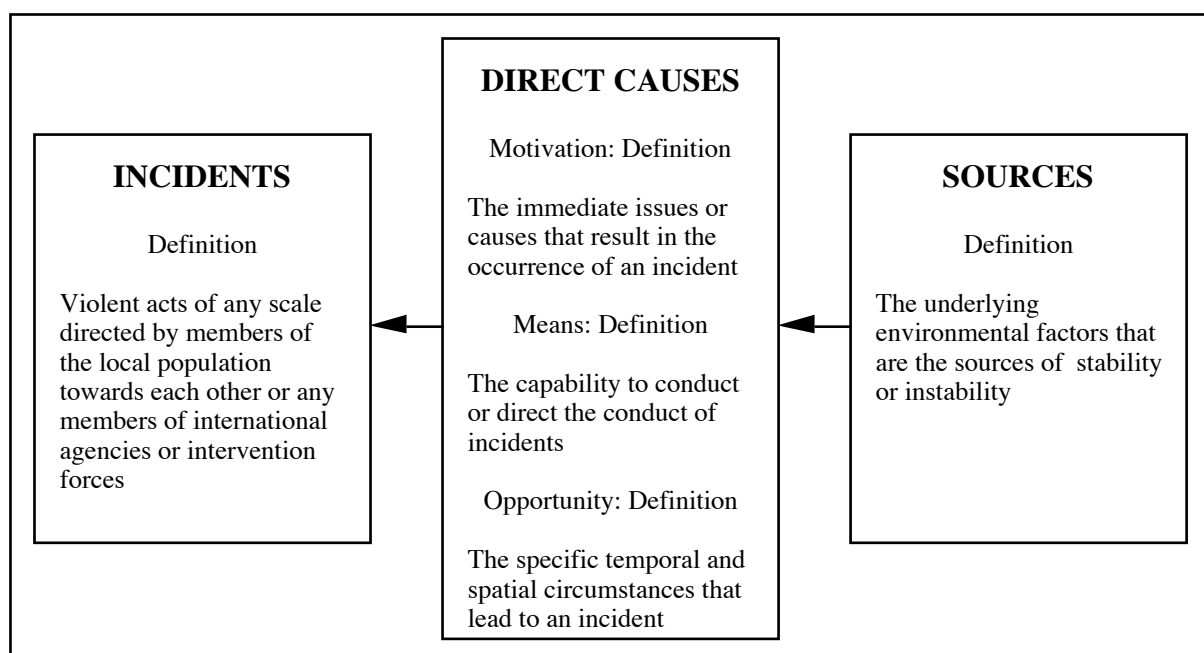 INCIDENTS
Definition
Violent acts of any scale
directed by members of
the local population
towards each other or any
members of international
agencies or intervention
forces
DIRECT CAUSES
Motivation: Definition
The immediate issues or
causes that result in the
occurrence of an incident
Means: Definition
The capability to conduct
or direct the conduct of
incidents
Opportunity: Definition
The specific temporal and
spatial circumstances that
lead to an incident
SOURCES
Definition
The underlying
environmental factors that
are the sources of  stability
or instability